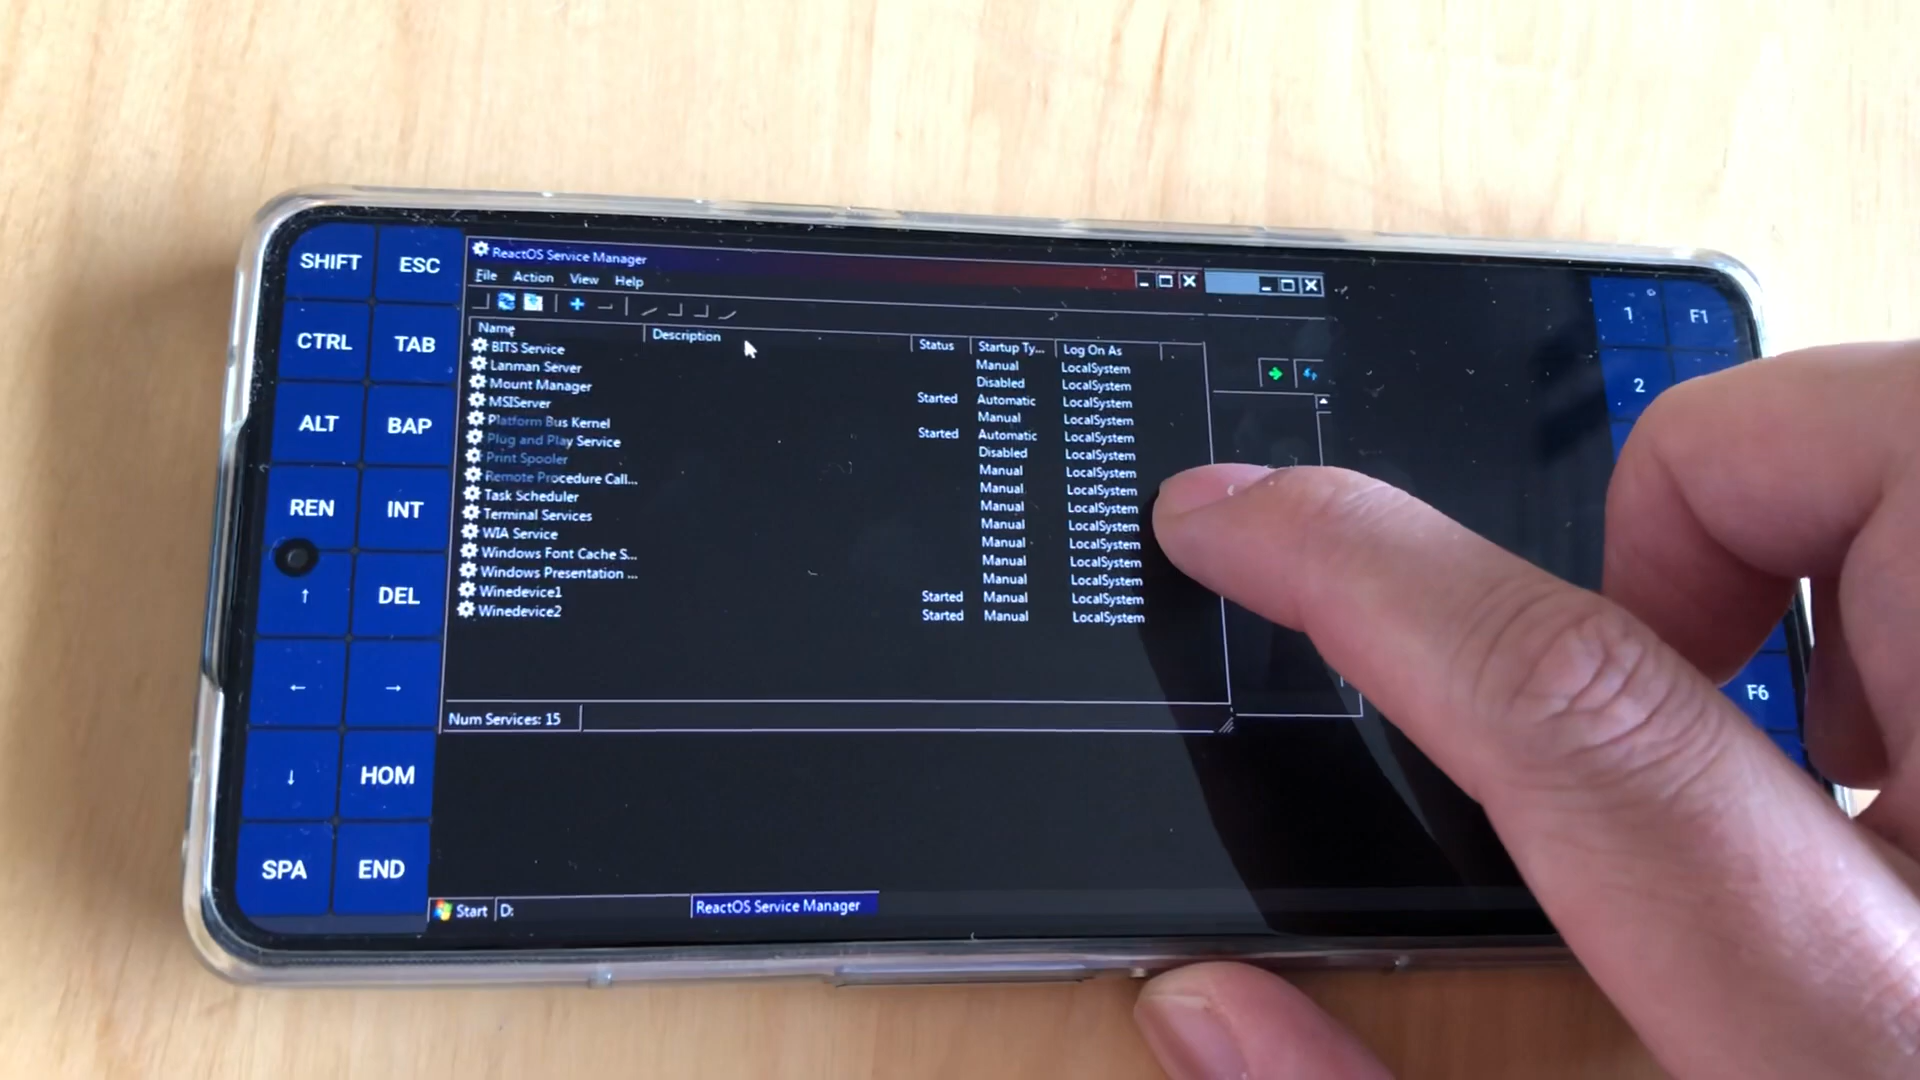 SHIFT ESC
CTRL TAB
ALT BAP
REN INT
↑ DEL
← →
↓ HOM
SPA END
ReactOS Service Manager
File Action View Help
Name Description Status Startup Ty... Log On As
BITS Service Manual LocalSystem
Lanman Server Disabled LocalSystem
Mount Manager Started Automatic LocalSystem
MSIServer Manual LocalSystem
Platform Bus Kernel Started Automatic LocalSystem
Plug and Play Service Disabled LocalSystem
Print Spooler Manual LocalSystem
Remote Procedure Call... Manual LocalSystem
Task Scheduler Manual LocalSystem
Terminal Services Manual LocalSystem
WIA Service Manual LocalSystem
Windows Font Cache S... Manual LocalSystem
Windows Presentation ... Manual LocalSystem
Winedevice1 Started Manual LocalSystem
Winedevice2 Started Manual LocalSystem
Num Services: 15
Start D: ReactOS Service Manager
1 F1
2
F6